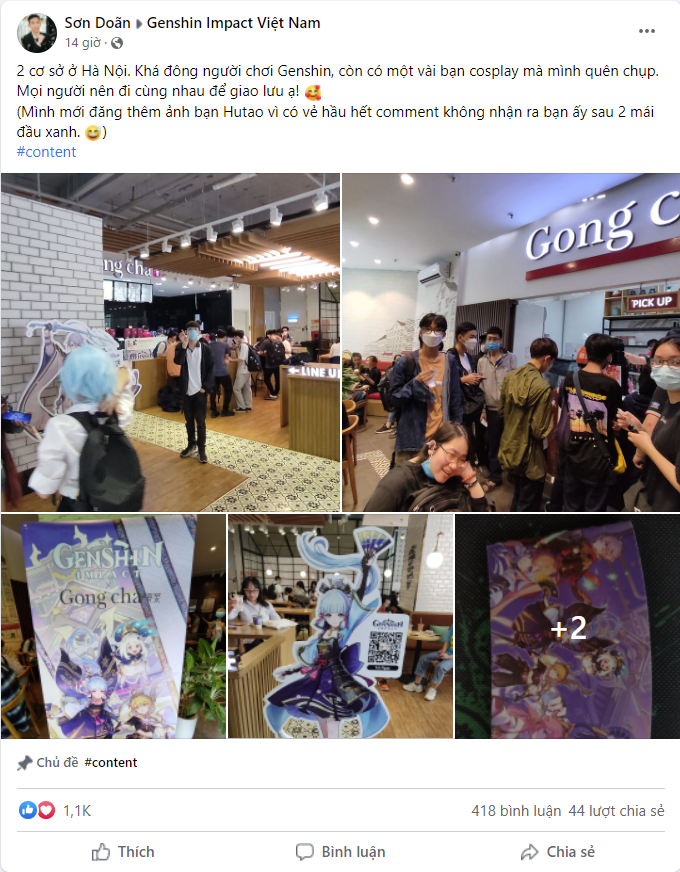 Sơn Doãn ▸ Genshin Impact Việt Nam
14 giờ ·
2 cơ sở ở Hà Nội. Khá đông người chơi Genshin, còn có một vài bạn cosplay mà mình quên chụp.
Mọi người nên đi cùng nhau để giao lưu ạ! 🥰
(Mình mới đăng thêm ảnh bạn Hutao vì có vẻ hầu hết comment không nhận ra bạn ấy sau 2 mái
đầu xanh. 😅)
#content
ng cha
LINE U
Gong c
PICK UP
GENSHIN
IMPACT
Gong cha
GENSHIN
+2
Chủ đề #content
1,1K
418 bình luận 44 lượt chia sẻ
Thích
Bình luận
Chia sẻ